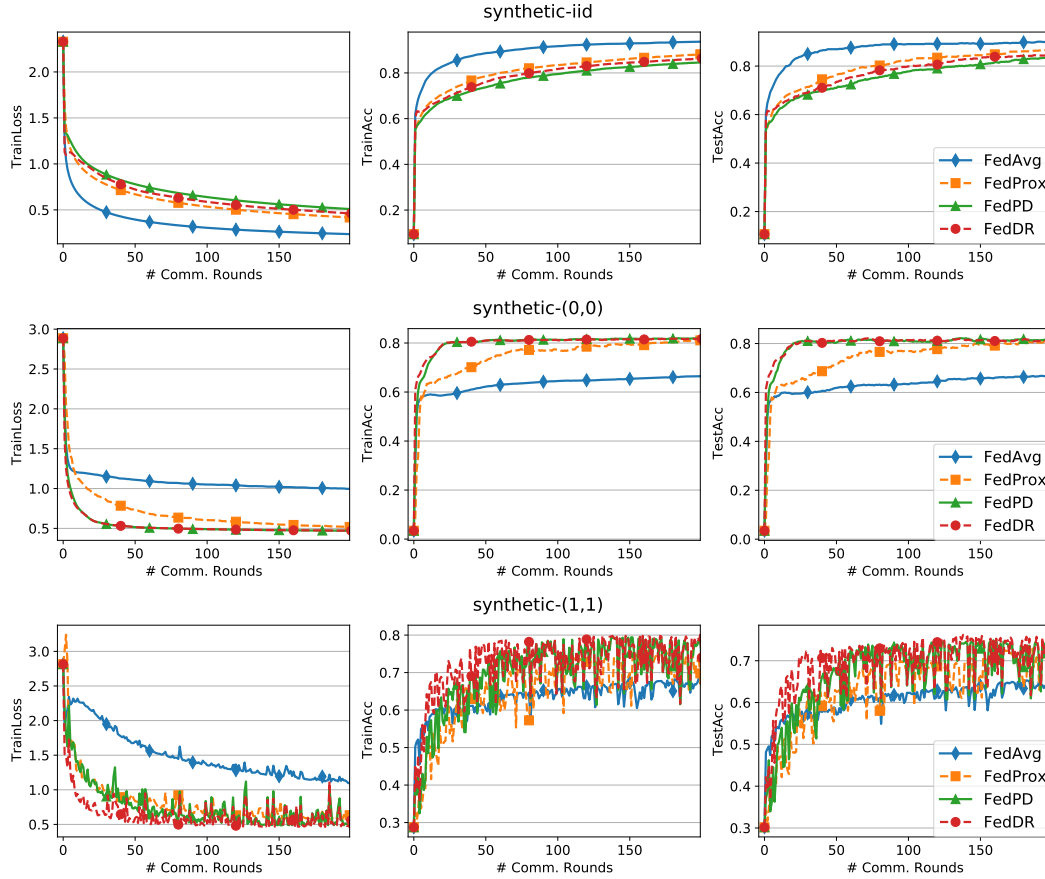 synthetic-iid
TrainLoss
2.0
1.5
1.0
0.5
0 50 100 150
# Comm. Rounds
TrainAcc
0.8
0.6
0.4
0.2
0 50 100 150
# Comm. Rounds
TestAcc
0.8
0.6
0.4
0.2
0 50 100 150
# Comm. Rounds
FedAvg
FedProx
FedPD
FedDR
synthetic-(0,0)
TrainLoss
3.0
2.5
2.0
1.5
1.0
0.5
0 50 100 150
# Comm. Rounds
TrainAcc
0.8
0.6
0.4
0.2
0.0
0 50 100 150
# Comm. Rounds
TestAcc
0.8
0.6
0.4
0.2
0.0
0 50 100 150
# Comm. Rounds
FedAvg
FedProx
FedPD
FedDR
synthetic-(1,1)
TrainLoss
3.0
2.5
2.0
1.5
1.0
0.5
0 50 100 150
# Comm. Rounds
TrainAcc
0.8
0.7
0.6
0.5
0.4
0.3
0 50 100 150
# Comm. Rounds
TestAcc
0.7
0.6
0.5
0.4
0.3
0 50 100 150
# Comm. Rounds
FedAvg
FedProx
FedPD
FedDR